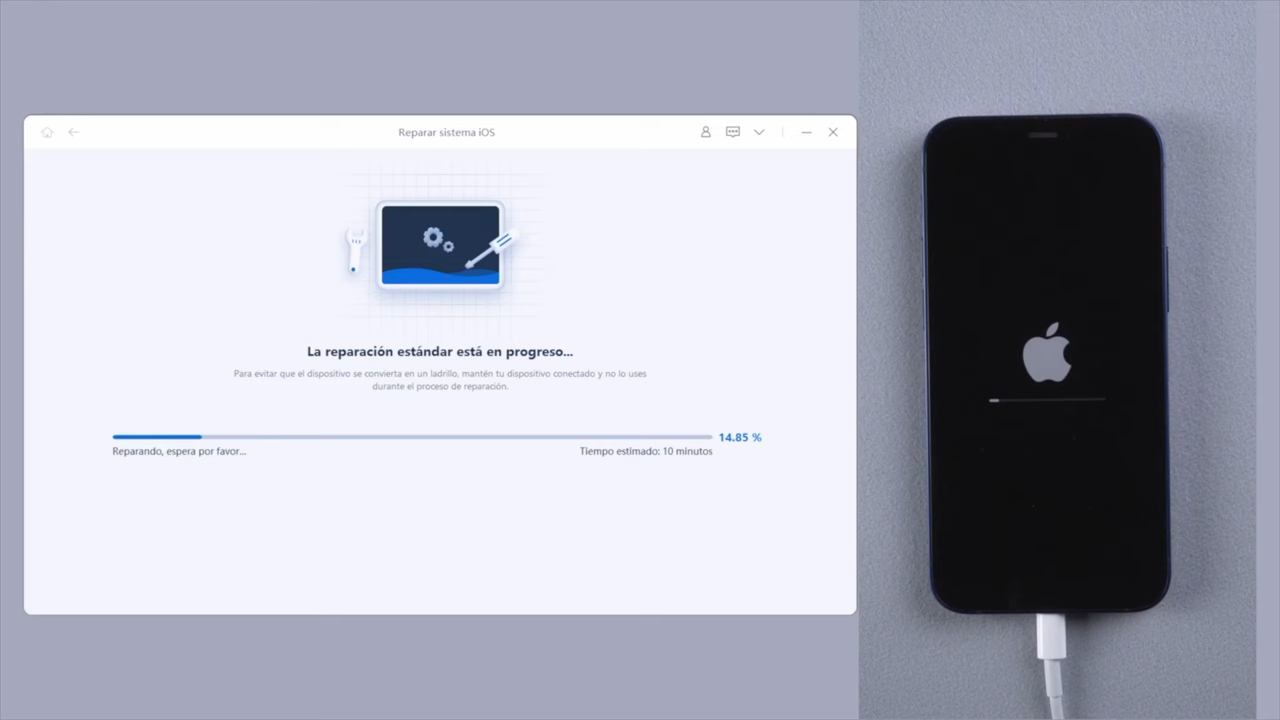 Reparar sistema iOS
La reparación estándar está en progreso...
Para evitar que el dispositivo se convierta en un ladrillo, mantén tu dispositivo conectado y no lo uses
durante el proceso de reparación.
14.85 %
Reparando, espera por favor...
Tiempo estimado: 10 minutos